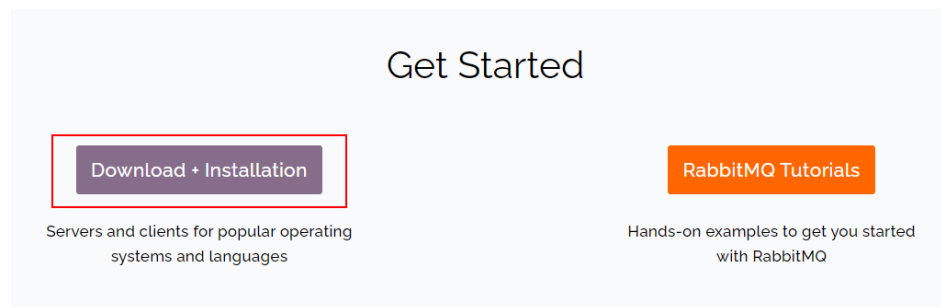 Get Started
Download + Installation
RabbitMQ Tutorials
Servers and clients for popular operating
systems and languages
Hands-on examples to get you started
with RabbitMQ